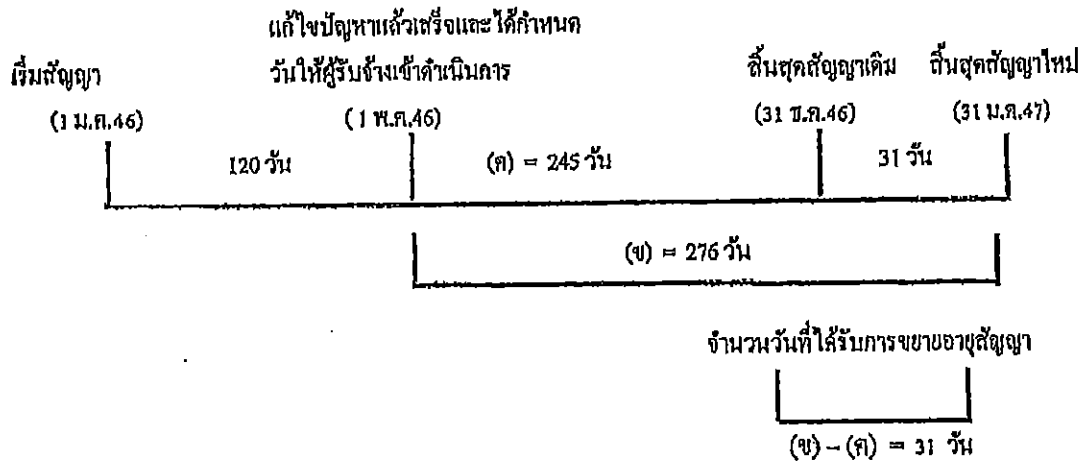 แก้ไขปัญหาแล้วเสร็จและได้กำหนด
วันให้ผู้รับจ้างเข้าดำเนินการ
เริ่มสัญญา
สิ้นสุดสัญญาเดิม
สิ้นสุดสัญญาใหม่
(1 ม.ค.46)
(1 พ.ค.46)
(31 ธ.ค.46)
(31 ม.ค.47)
120 วัน
(ค) = 245 วัน
31 วัน
(ข) = 276 วัน
จำนวนวันที่ได้รับการขยายอายุสัญญา
(ข) – (ค) = 31 วัน